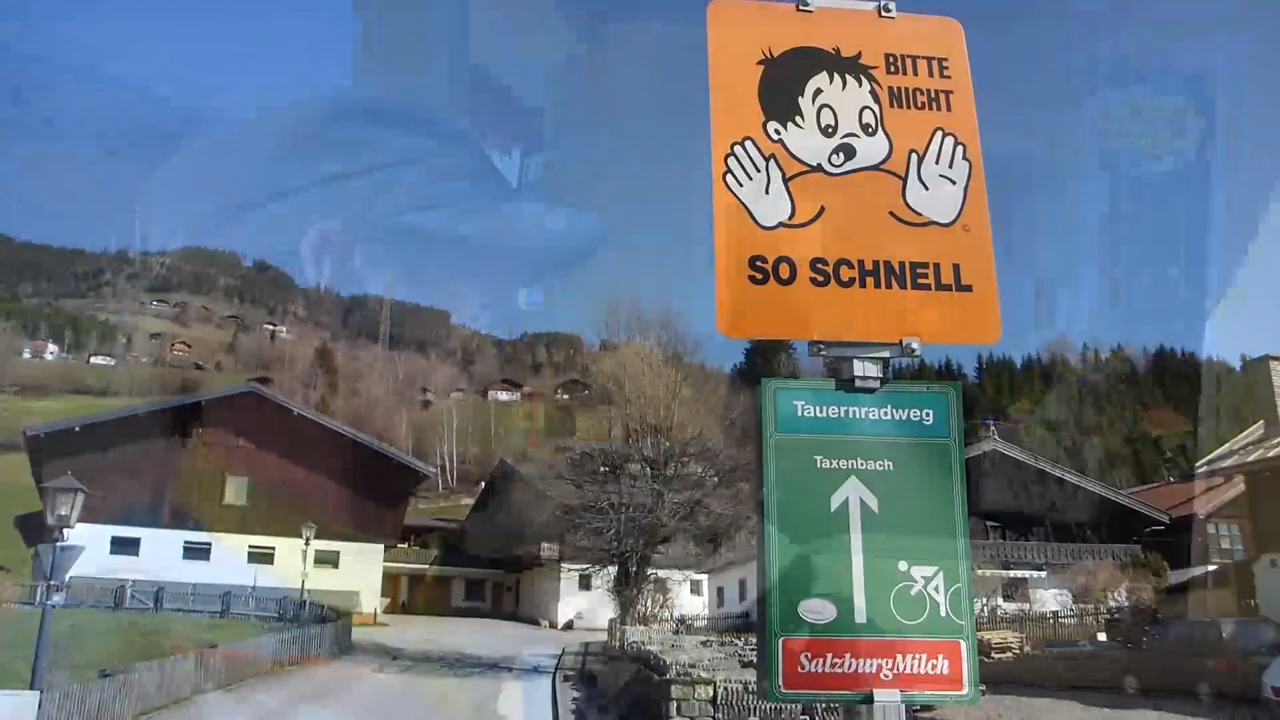 BITTE
NICHT
SO SCHNELL
Tauernradweg
Taxenbach
SalzburgMilch